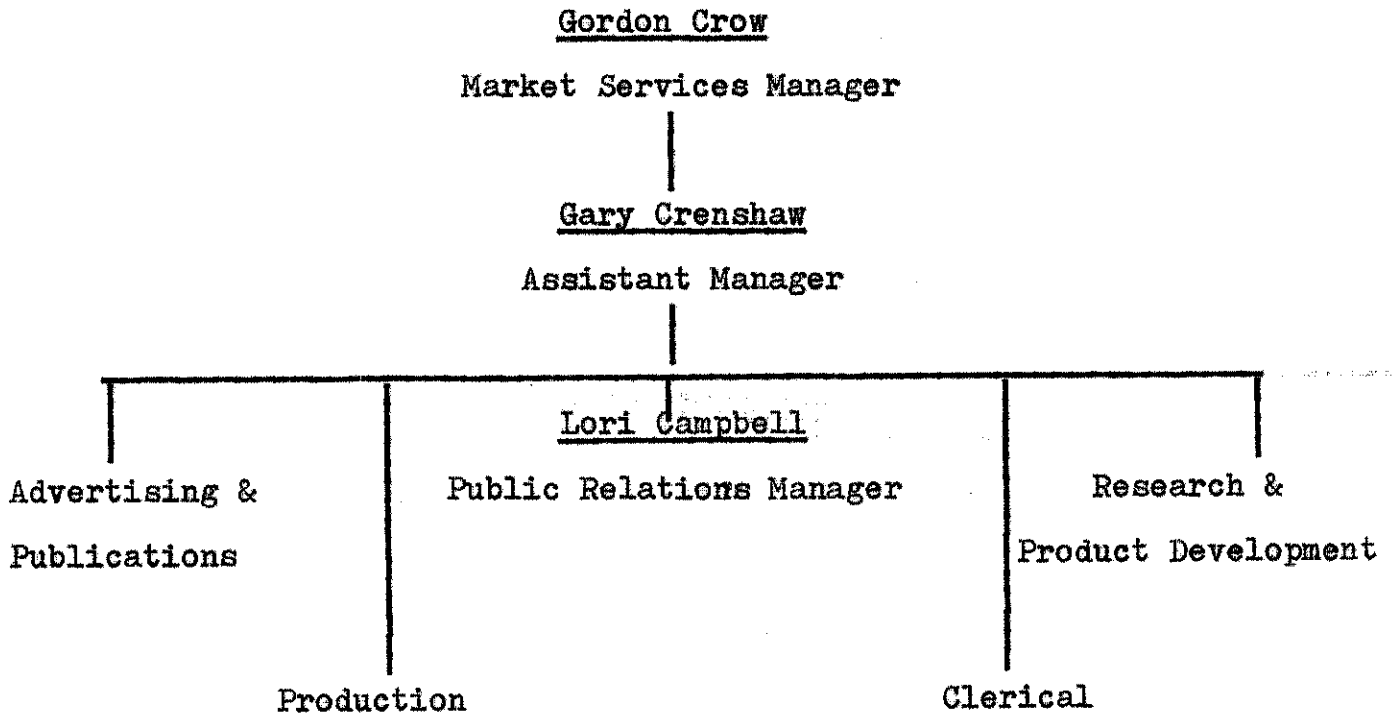 Gordon Crow
Market Services Manager
Gary Crenshaw
Assistant Manager
Lori Campbell
Advertising &
Publications
Public Relations Manager
Research &
Product Development
Production
Clerical